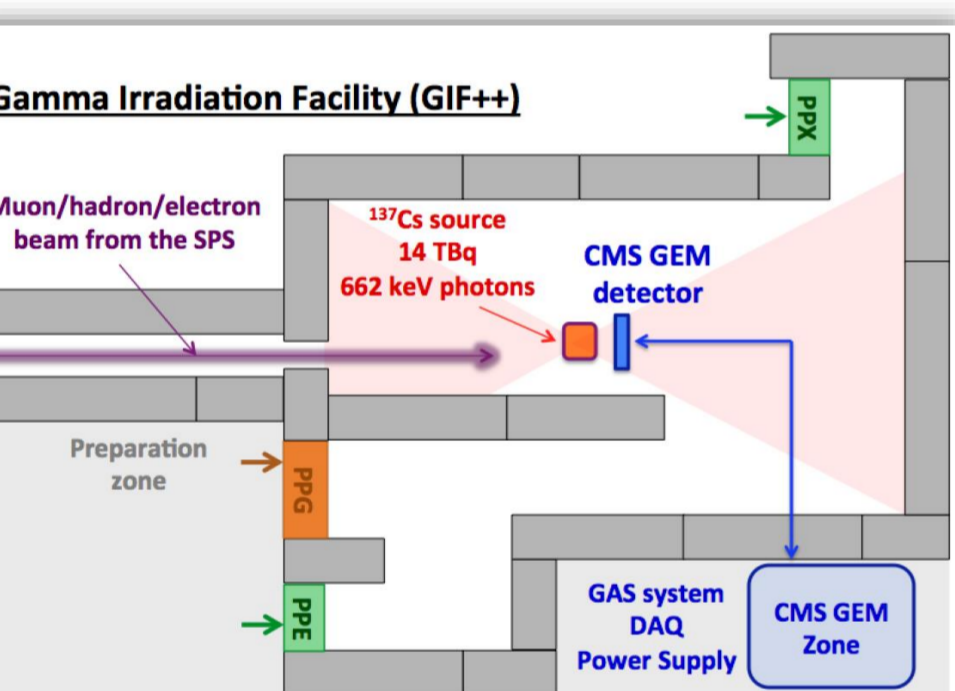 Gamma Irradiation Facility (GIF++)
PPX
Muon/hadron/electron
beam from the SPS
137Cs source
14 TBq
662 keV photons
CMS GEM
detector
Preparation
zone
PPG
PPE
GAS system
DAQ
Power Supply
CMS GEM
Zone